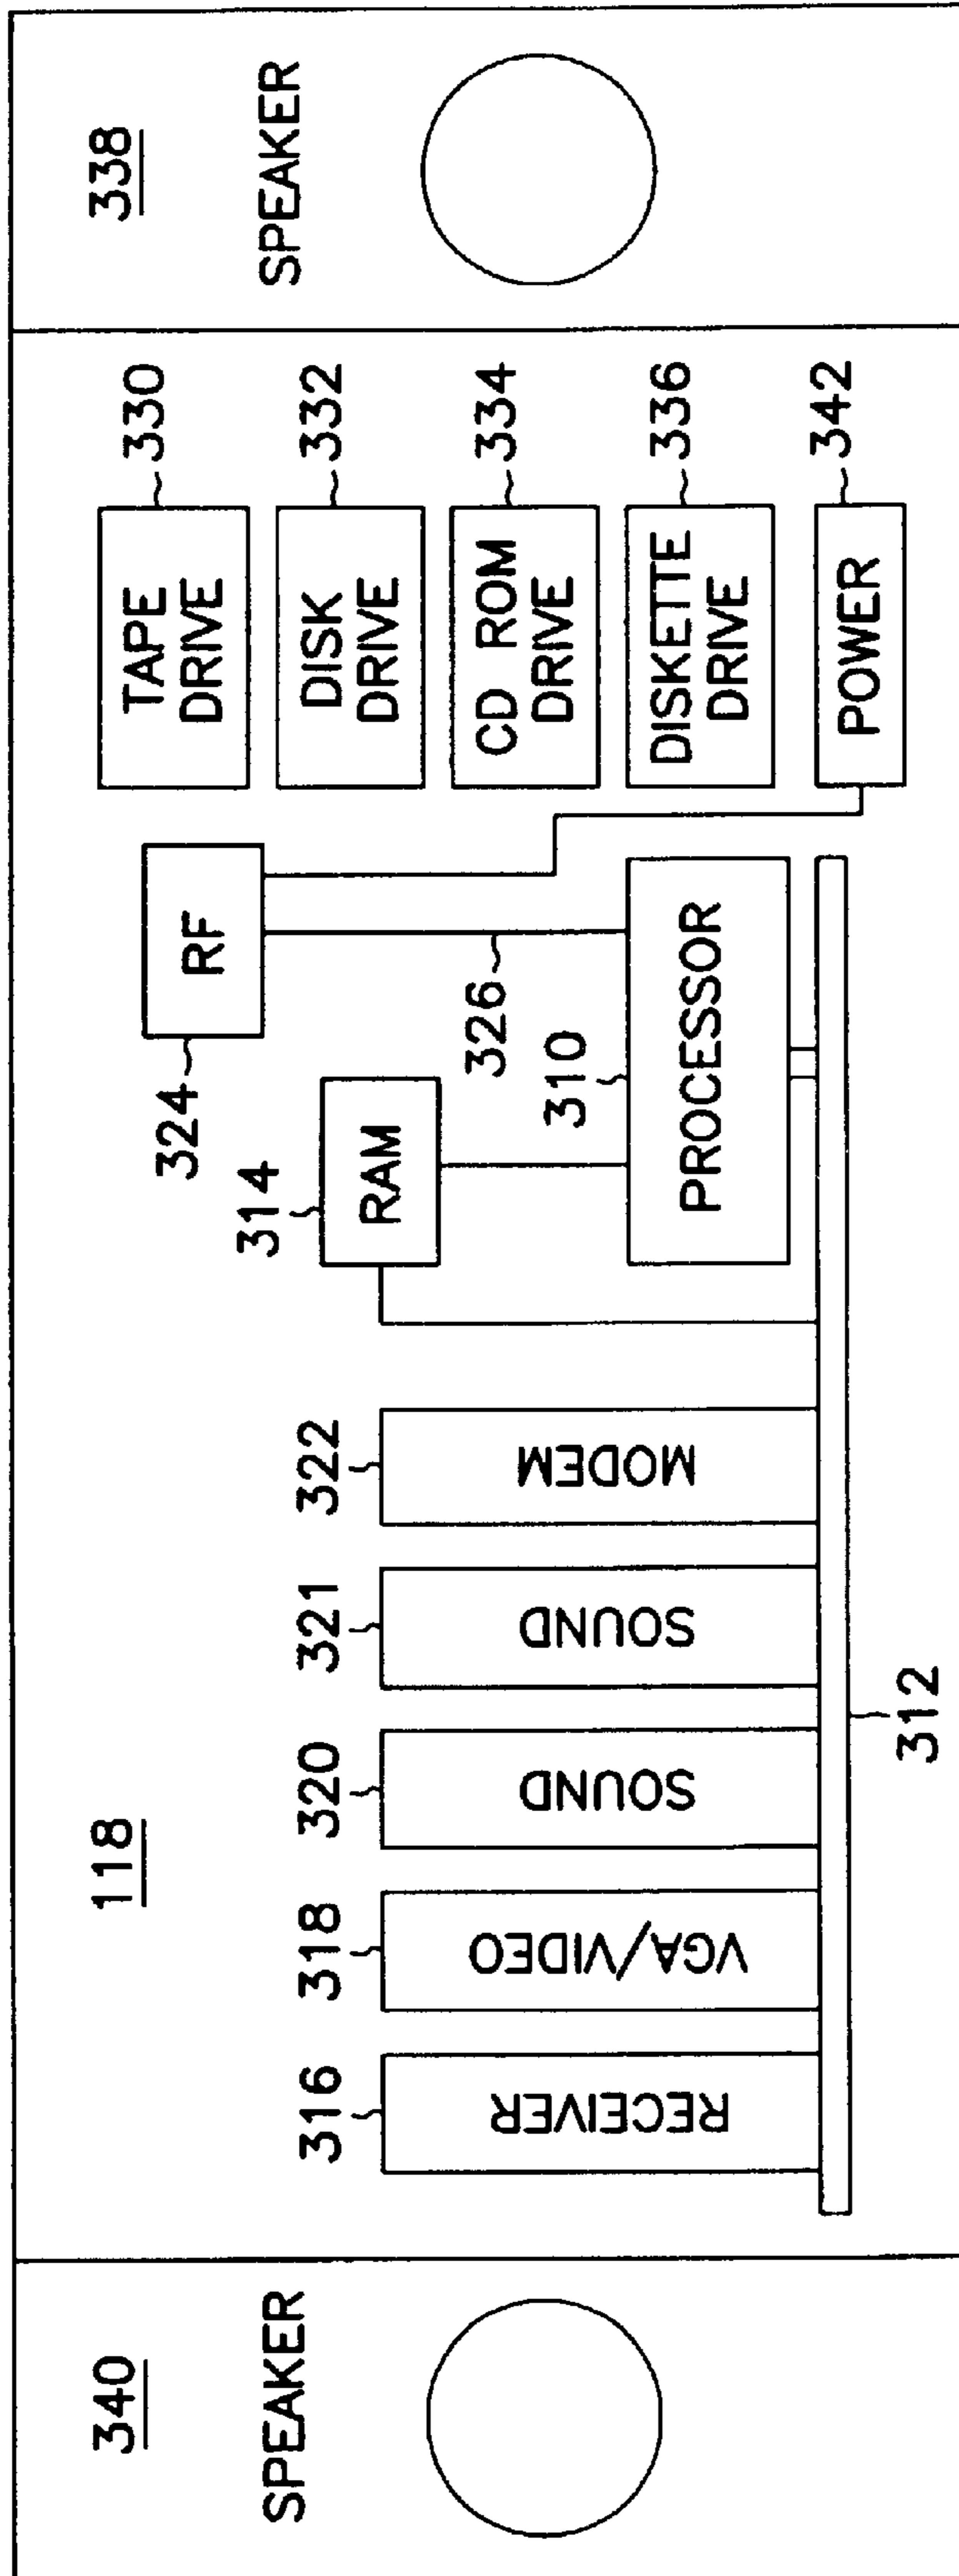 340
SPEAKER
118
316
RECEIVER
318
VGA/VIDEO
320
SOUND
321
SOUND
322
MODEM
312
314
RAM
324
RF
326
310
PROCESSOR
TAPE
DRIVE
330
DISK
DRIVE
332
CD ROM
DRIVE
334
DISKETTE
DRIVE
336
POWER
342
338
SPEAKER